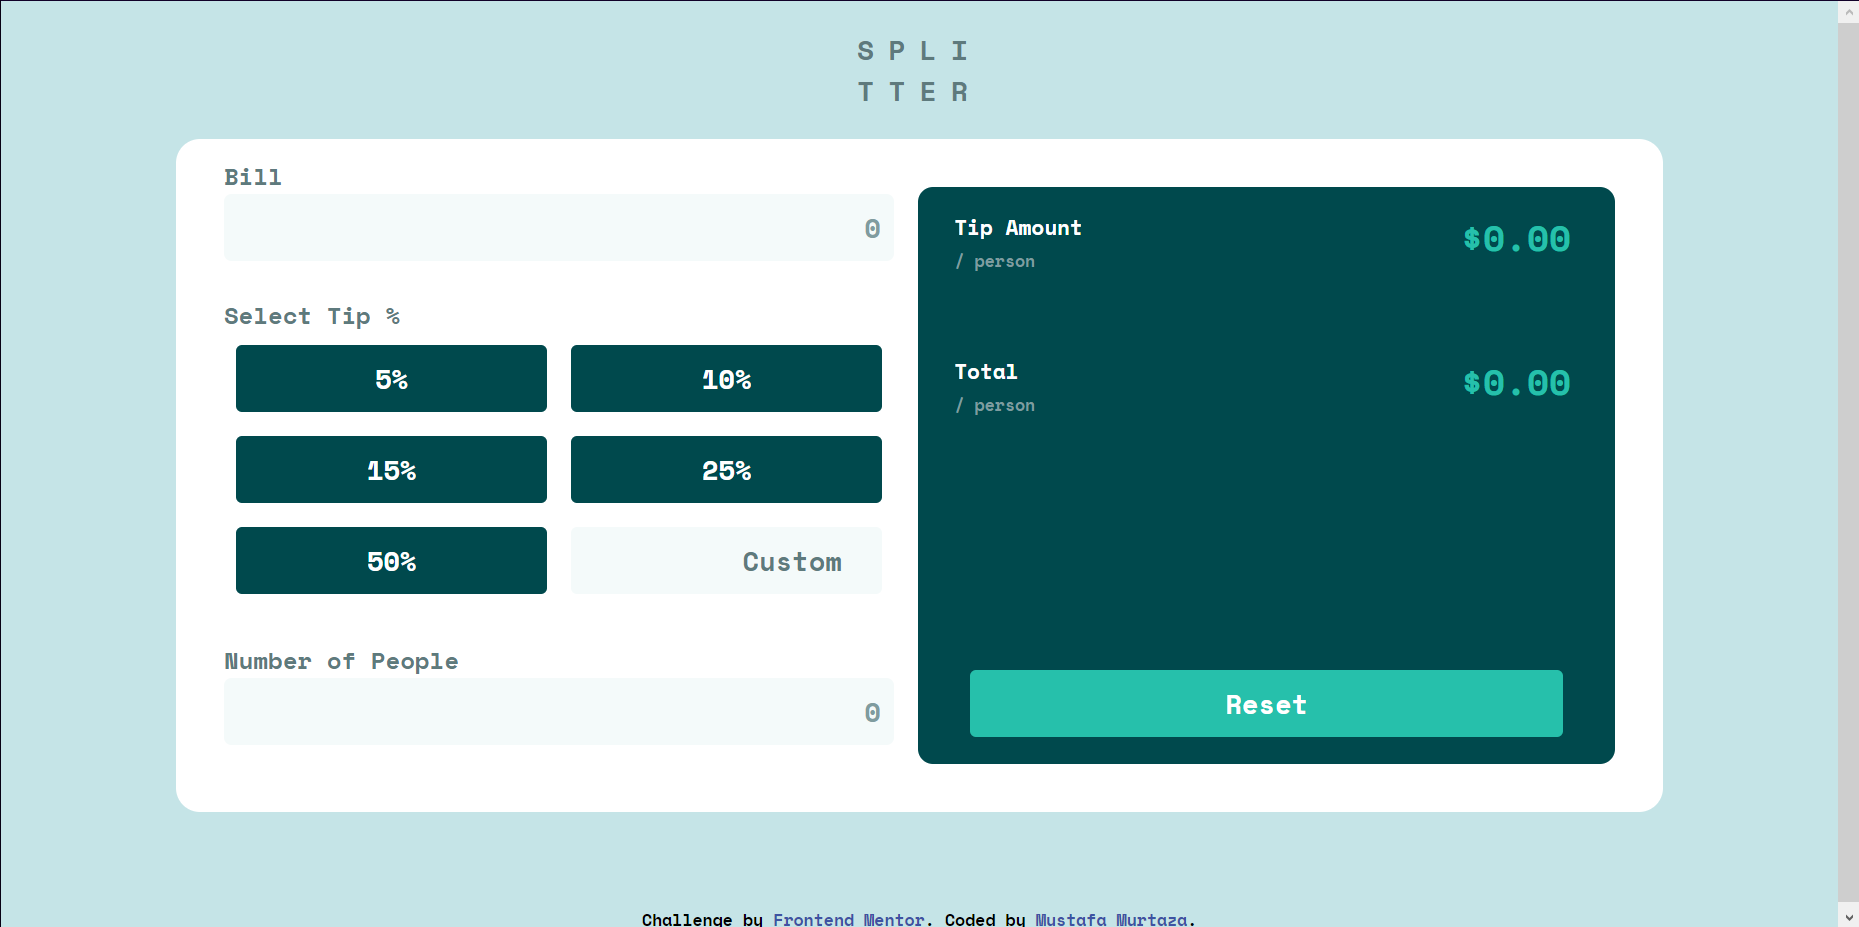 S P L I
T T E R
Bill
0
Select Tip %
5%
10%
15%
25%
50%
Custom
Number of People
0
Tip Amount
/ person
$0.00
Total
/ person
$0.00
Reset
Challenge by Frontend Mentor. Coded by Mustafa Murtaza.